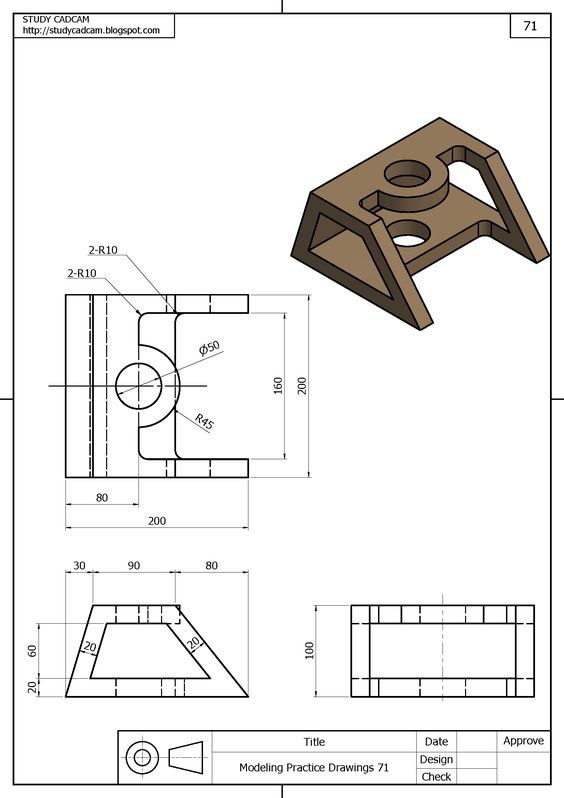 STUDY CADCAM
http://studycadcam.blogspot.com
71
2-R10
2-R10
Ø50
R45
160
200
80
200
30
90
80
20
20
60
20
100
Title
Date
Approve
Modeling Practice Drawings 71
Design
Check